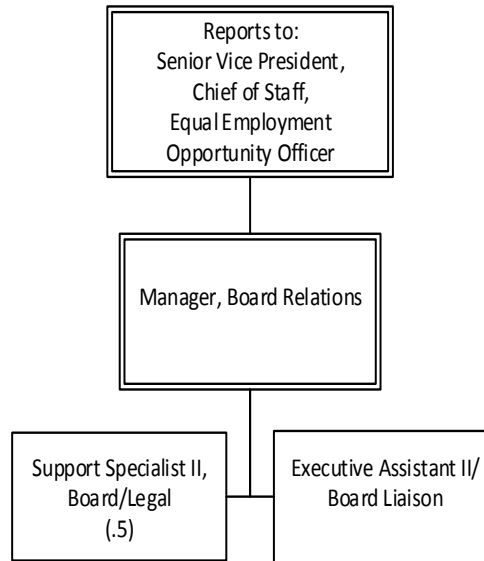 Reports to:
Senior Vice President,
Chief of Staff,
Equal Employment
Opportunity Officer
Manager, Board Relations
Support Specialist II,
Board/Legal
(.5)
Executive Assistant II/
Board Liaison